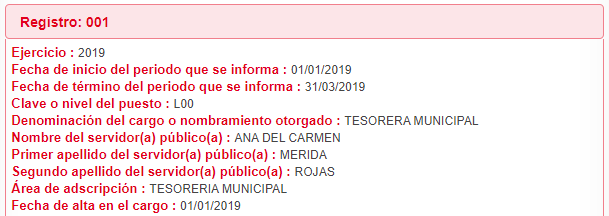 Registro: 001
Ejercicio : 2019
Fecha de inicio del periodo que se informa : 01/01/2019
Fecha de término del periodo que se informa : 31/03/2019
Clave o nivel del puesto : L00
Denominación del cargo o nombramiento otorgado : TESORERA MUNICIPAL
Nombre del servidor(a) público(a) : ANA DEL CARMEN
Primer apellido del servidor(a) público(a) : MERIDA
Segundo apellido del servidor(a) público(a) : ROJAS
Área de adscripción : TESORERIA MUNICIPAL
Fecha de alta en el cargo : 01/01/2019